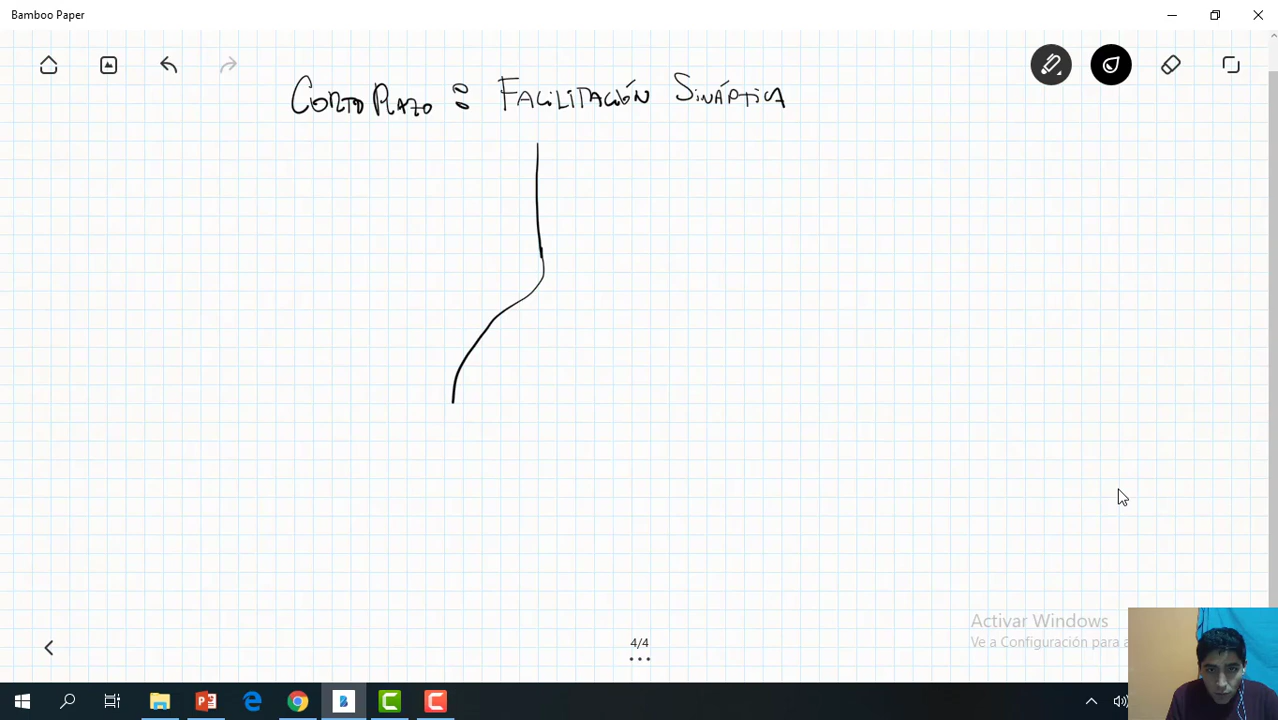 Bamboo Paper
CORTO PLAZO : FACILITACIÓN SINÁPTICA
Activar Windows
Ve a Configuración para a
4/4